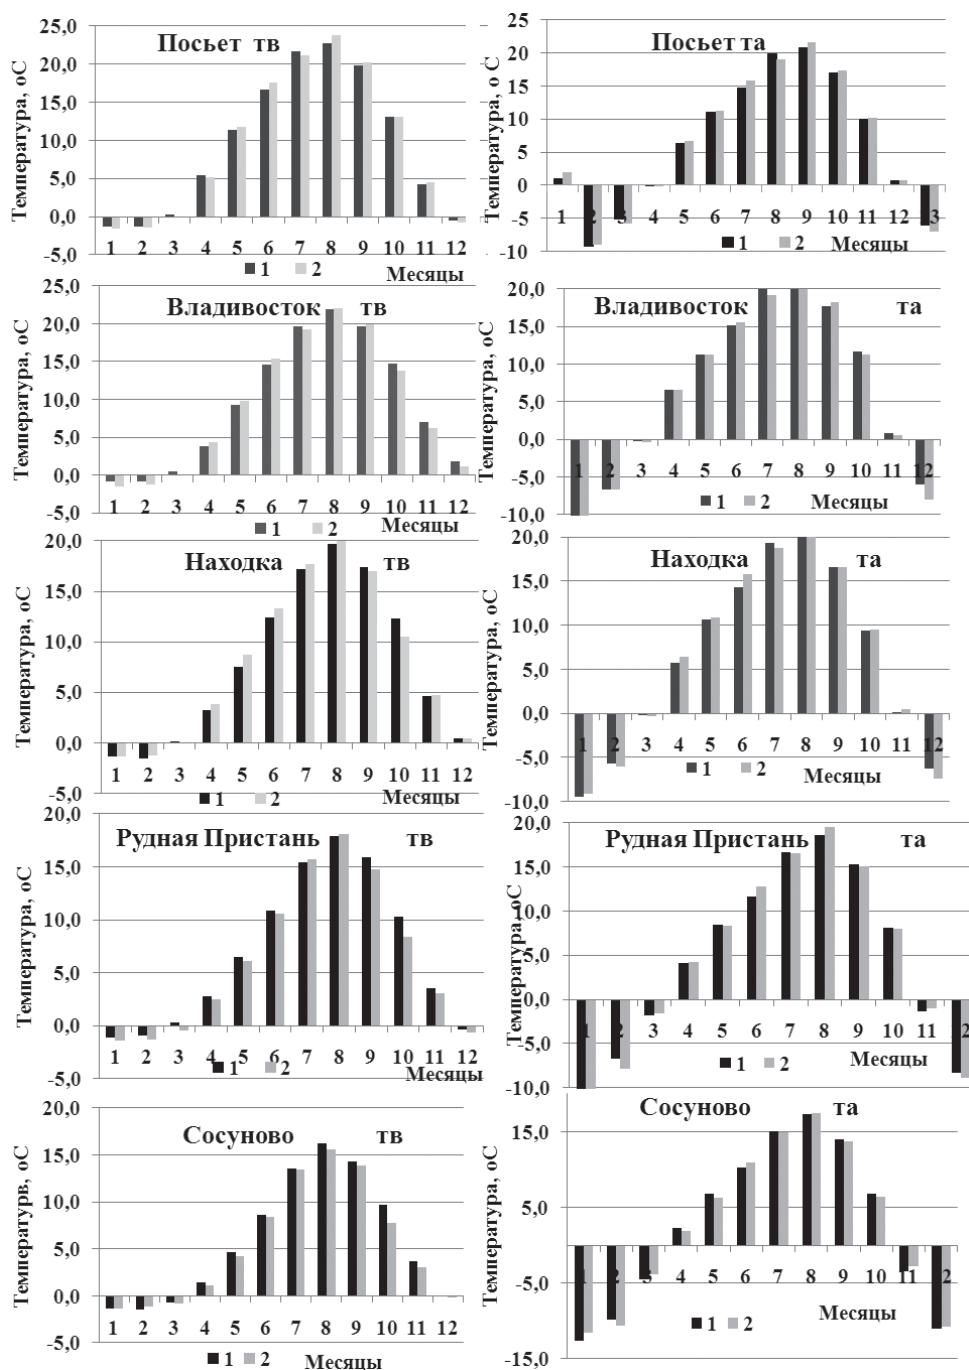 Посьет тв
Температура, оС
25,0
20,0
15,0
10,0
5,0
0,0
-5,0
1 2 3 4 5 6 7 8 9 10 11 12
1 2 Месяцы
Посьет та
Температура, о С
25
20
15
10
5
0
-5
-10
1 2 3 4 5 6 7 8 9 10 11 12 3
1 2 Месяцы
Владивосток тв
Температура, оС
25,0
20,0
15,0
10,0
5,0
0,0
-5,0
1 2 3 4 5 6 7 8 9 10 11 12
1 2 Месяцы
Владивосток та
Температура, оС
20,0
15,0
10,0
5,0
0,0
-5,0
-10,0
1 2 3 4 5 6 7 8 9 10 11 12
1 2 Месяцы
Находка тв
Температура, оС
20,0
15,0
10,0
5,0
0,0
-5,0
1 2 3 4 5 6 7 8 9 10 11 12
1 2 Месяцы
Находка та
Температура, оС
20,0
15,0
10,0
5,0
0,0
-5,0
-10,0
1 2 3 4 5 6 7 8 9 10 11 12
1 2 Месяцы
Рудная Пристань тв
Температура, оС
20,0
15,0
10,0
5,0
0,0
-5,0
1 2 3 4 5 6 7 8 9 10 11 12
1 2 Месяцы
Рудная Пристань та
Температура, оС
20,0
15,0
10,0
5,0
0,0
-5,0
-10,0
1 2 3 4 5 6 7 8 9 10 11 2
1 2 Месяцы
Сосуново тв
Температурв, оС
20,0
15,0
10,0
5,0
0,0
-5,0
1 2 3 4 5 6 7 8 9 10 11 12
1 2 Месяцы
Сосуново та
Температура, оС
15,0
5,0
-5,0
-15,0
1 2 3 4 5 6 7 8 9 10 11 2
1 2 Месяцы